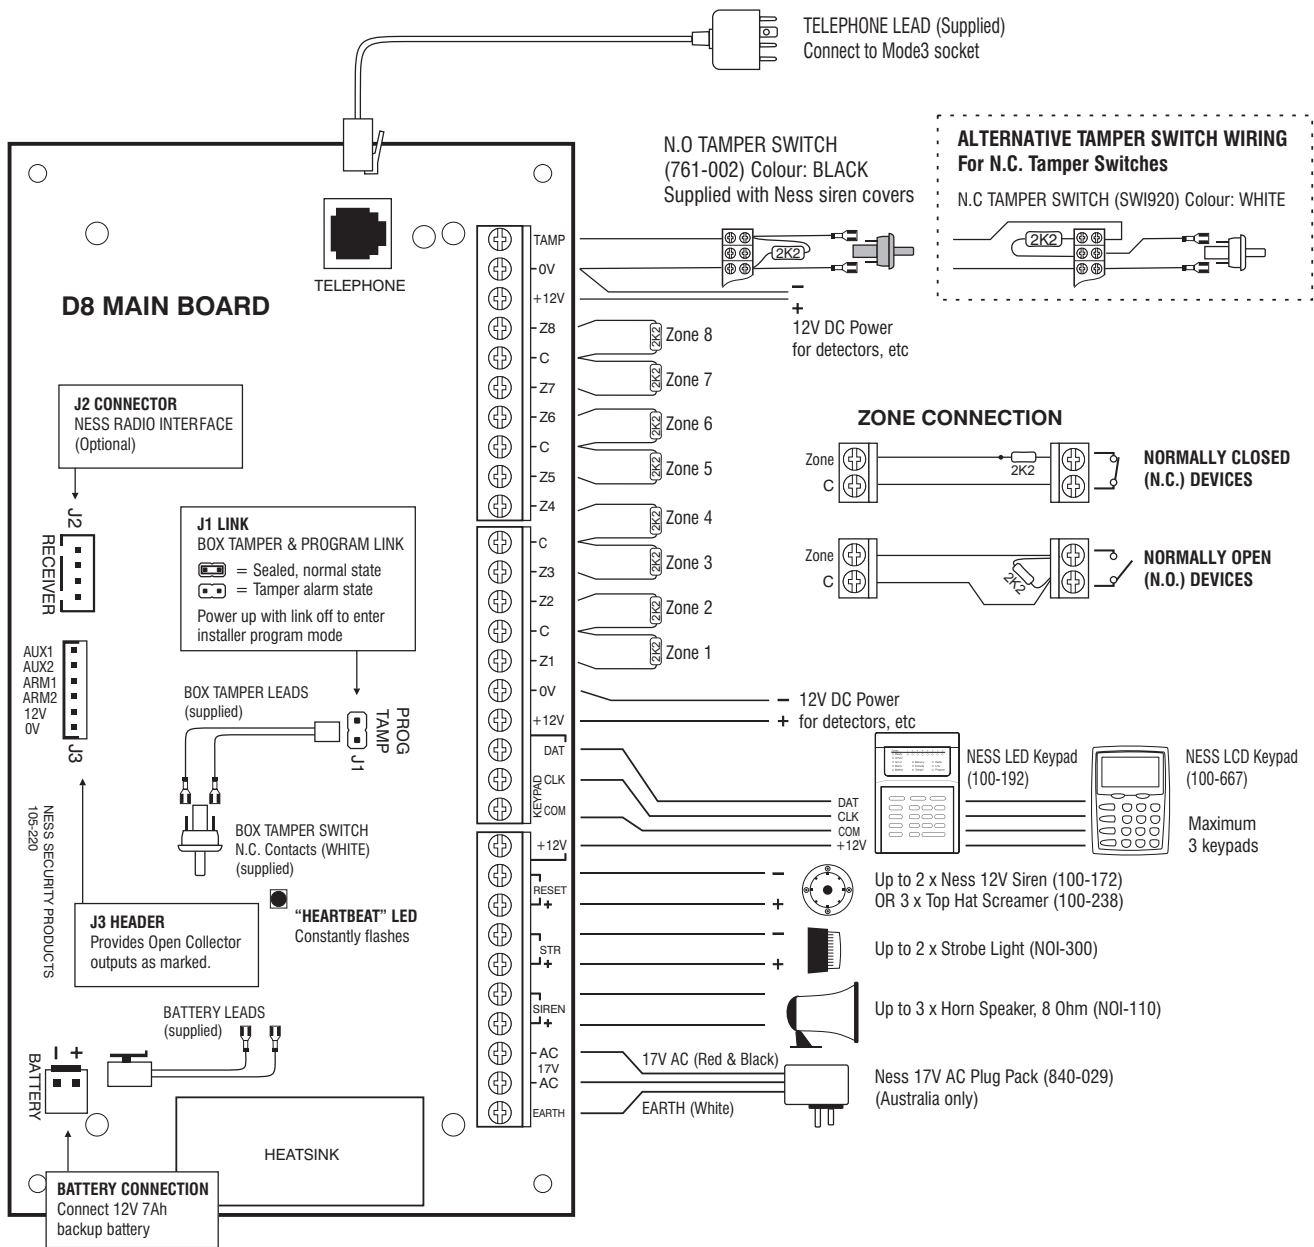 TELEPHONE LEAD (Supplied)
Connect to Mode3 socket
N.O TAMPER SWITCH
(761-002) Colour: BLACK
Supplied with Ness siren covers
2K2
ALTERNATIVE TAMPER SWITCH WIRING
For N.C. Tamper Switches
N.C TAMPER SWITCH (SWI920) Colour: WHITE
2K2
TELEPHONE
D8 MAIN BOARD
TAMP
0V
+12V
Z8
C
Z7
Z6
C
Z5
Z4
C
Z3
Z2
C
Z1
0V
+12V
KEYPAD
DAT
CLK
COM
+12V
RESET
+
STR
+
SIREN
+
AC
17V
AC
EARTH
−
+
12V DC Power
for detectors, etc
2K2 Zone 8
2K2 Zone 7
2K2 Zone 6
2K2 Zone 5
2K2 Zone 4
2K2 Zone 3
2K2 Zone 2
2K2 Zone 1
ZONE CONNECTION
Zone
C
2K2
NORMALLY CLOSED
(N.C.) DEVICES
Zone
C
2K2
NORMALLY OPEN
(N.O.) DEVICES
− 12V DC Power
+ for detectors, etc
J2 CONNECTOR
NESS RADIO INTERFACE
(Optional)
J2
RECEIVER
J1 LINK
BOX TAMPER & PROGRAM LINK
= Sealed, normal state
= Tamper alarm state
Power up with link off to enter
installer program mode
AUX1
AUX2
ARM1
ARM2
12V
0V
J3
BOX TAMPER LEADS
(supplied)
PROG
TAMP
J1
BOX TAMPER SWITCH
N.C. Contacts (WHITE)
(supplied)
NESS SECURITY PRODUCTS
105-220
"HEARTBEAT" LED
Constantly flashes
J3 HEADER
Provides Open Collector
outputs as marked.
BATTERY LEADS
(supplied)
− +
BATTERY
HEATSINK
BATTERY CONNECTION
Connect 12V 7Ah
backup battery
DAT
CLK
COM
+12V
NESS LED Keypad
(100-192)
NESS LCD Keypad
(100-667)
Maximum
3 keypads
−
+
Up to 2 x Ness 12V Siren (100-172)
OR 3 x Top Hat Screamer (100-238)
−
+
Up to 2 x Strobe Light (NOI-300)
Up to 3 x Horn Speaker, 8 Ohm (NOI-110)
17V AC (Red & Black)
EARTH (White)
Ness 17V AC Plug Pack (840-029)
(Australia only)